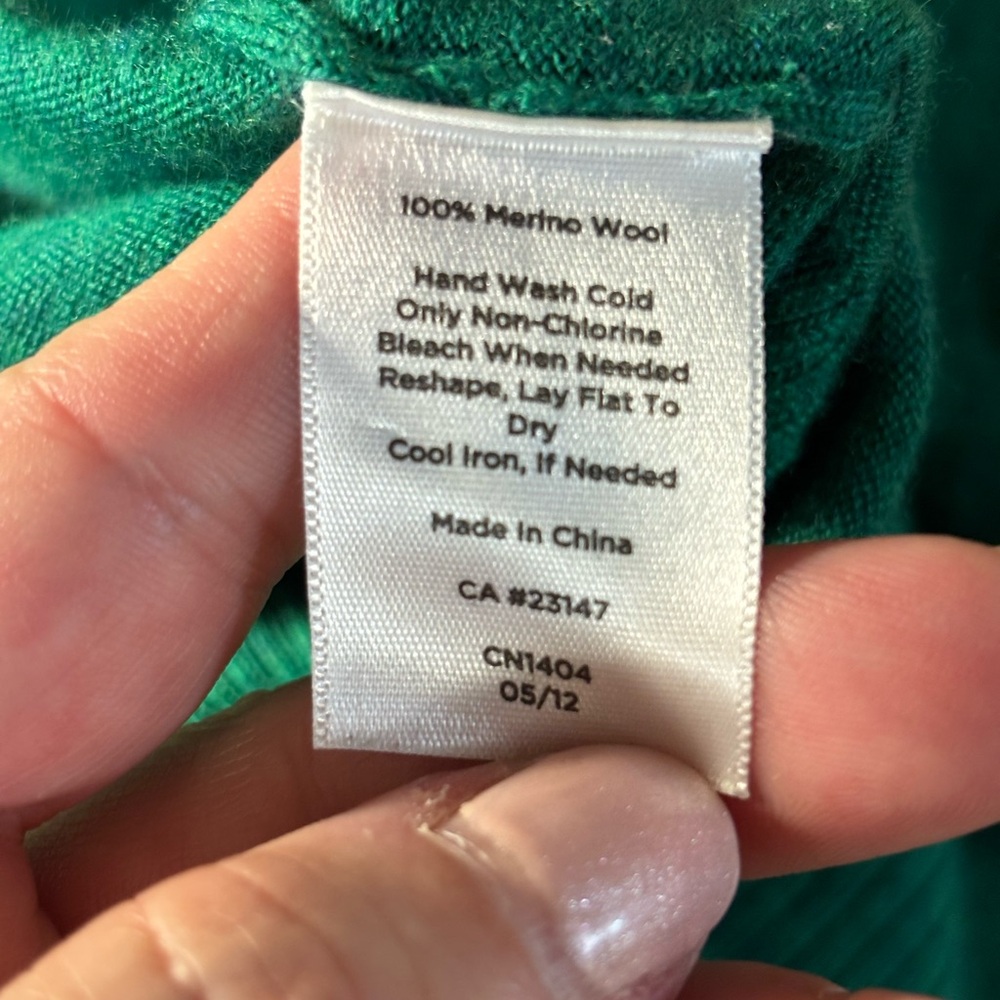 100% Merino Wool
Hand Wash Cold
Only Non-Chlorine
Bleach When Needed
Reshape, Lay Flat To
Dry
Cool Iron, If Needed
Made In China
CA #23147
CN1404
05/12